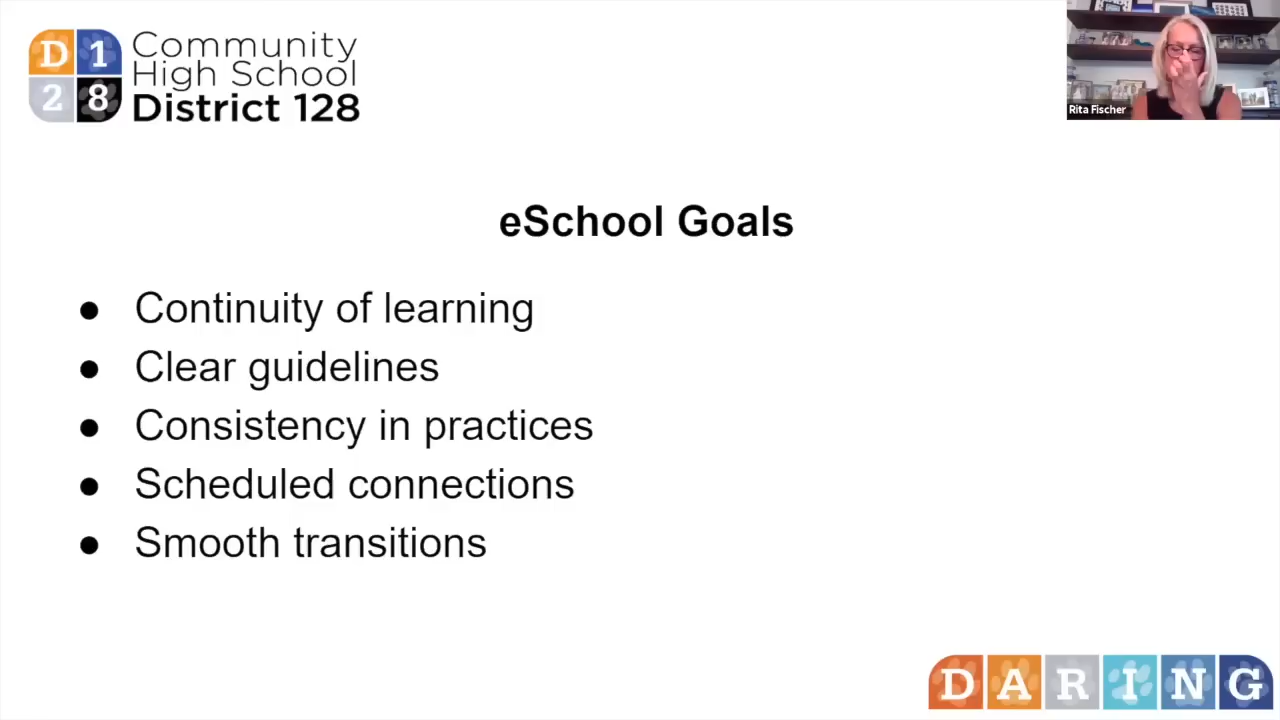 D 1
2 8
Community
High School
District 128
Rita Fischer
eSchool Goals
● Continuity of learning
● Clear guidelines
● Consistency in practices
● Scheduled connections
● Smooth transitions
DARING